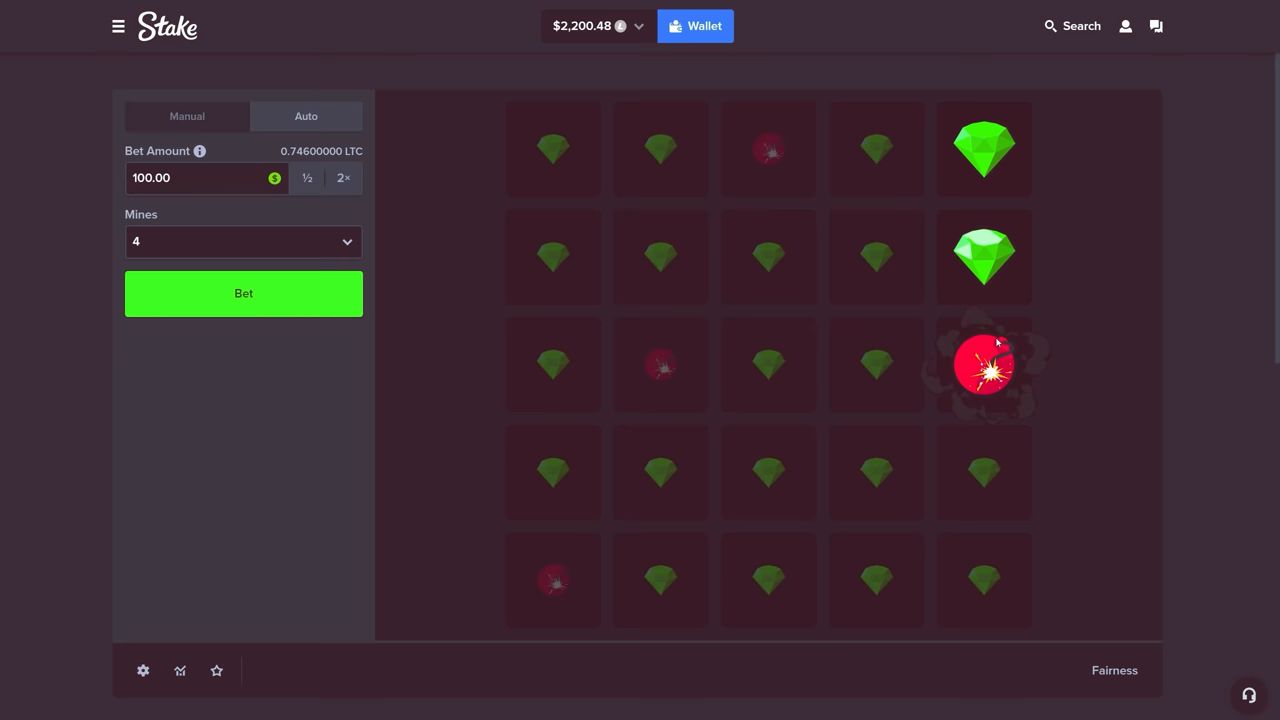 Stake
$2,200.48
Wallet
Search
Manual
Auto
Bet Amount
0.74600000 LTC
100.00
½
2×
Mines
4
Bet
Fairness